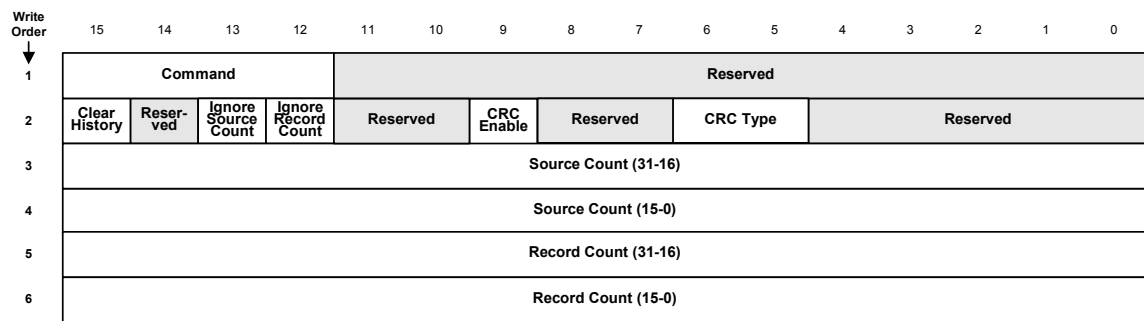 Write
Order
15 14 13 12 11 10 9 8 7 6 5 4 3 2 1 0
1 Command Reserved
2 Clear History Reser-ved Ignore Source Count Ignore Record Count Reserved CRC Enable Reserved CRC Type Reserved
3 Source Count (31-16)
4 Source Count (15-0)
5 Record Count (31-16)
6 Record Count (15-0)